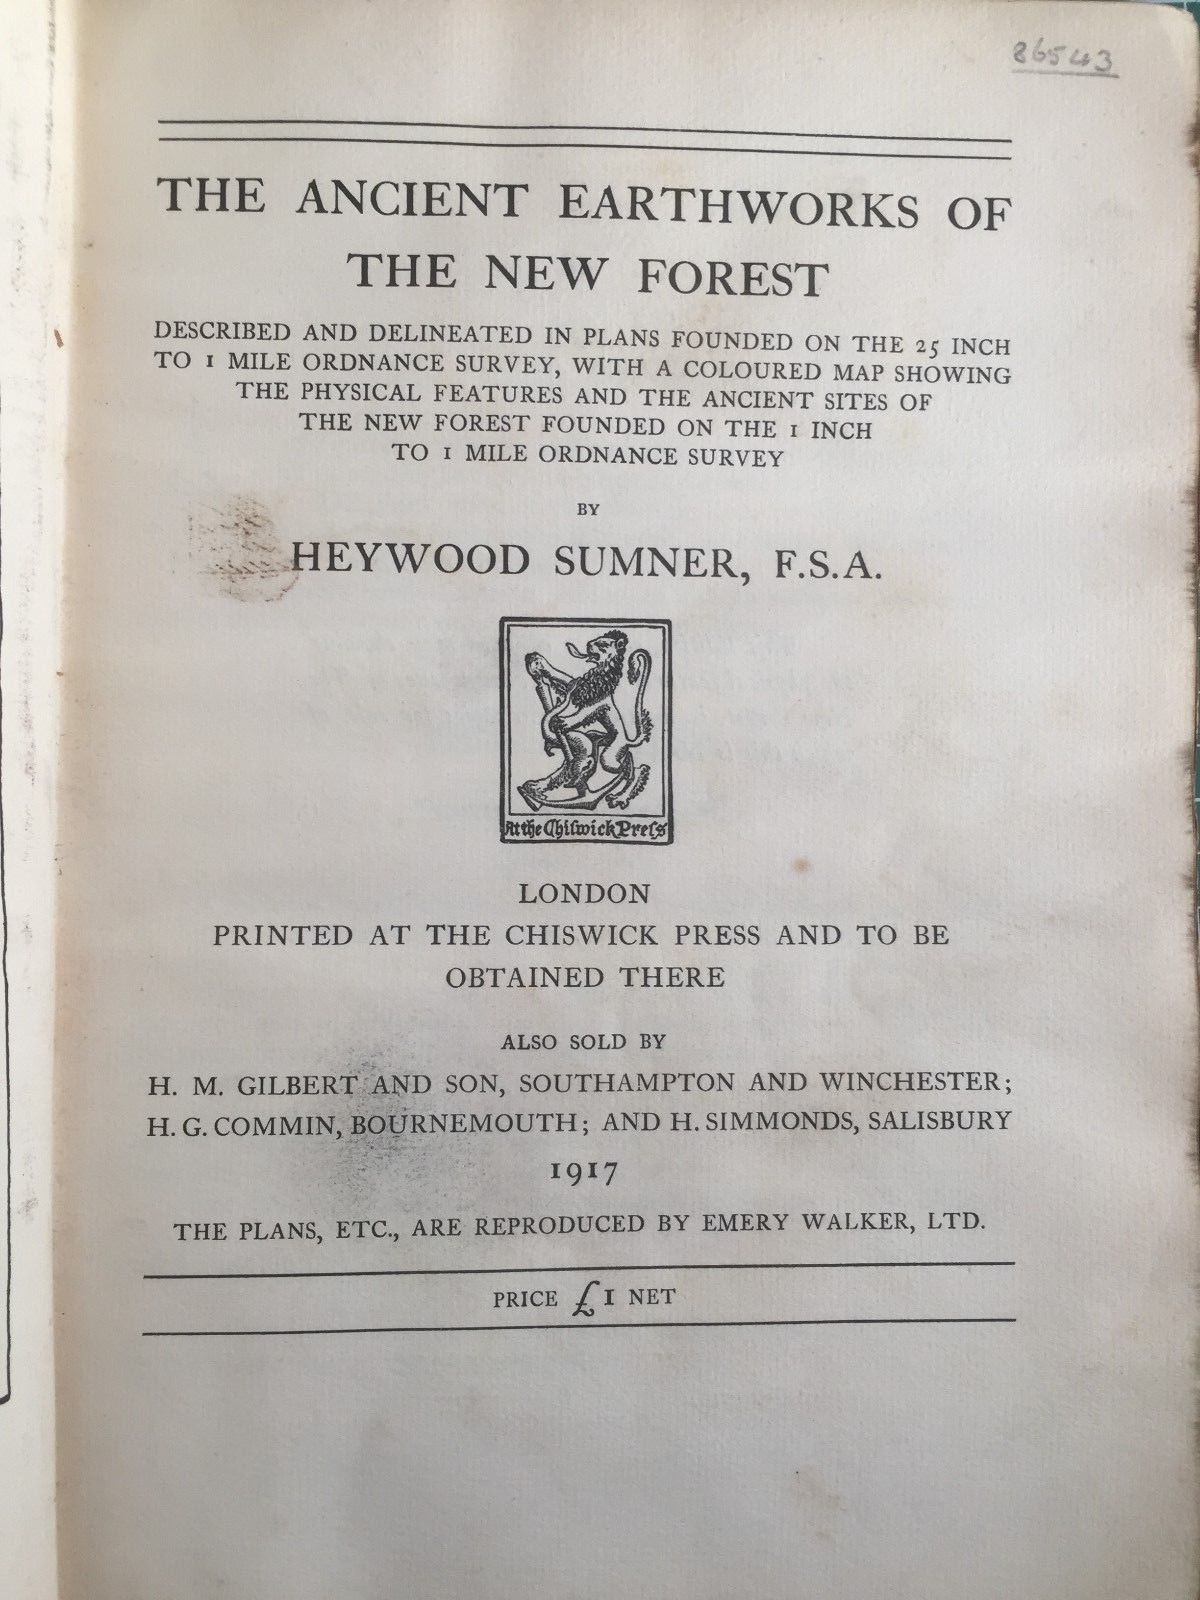 86543
THE ANCIENT EARTHWORKS OF
THE NEW FOREST
DESCRIBED AND DELINEATED IN PLANS FOUNDED ON THE 25 INCH
TO 1 MILE ORDNANCE SURVEY, WITH A COLOURED MAP SHOWING
THE PHYSICAL FEATURES AND THE ANCIENT SITES OF
THE NEW FOREST FOUNDED ON THE 1 INCH
TO 1 MILE ORDNANCE SURVEY
BY
HEYWOOD SUMNER, F.S.A.
At the Chiſwick Preſs
LONDON
PRINTED AT THE CHISWICK PRESS AND TO BE
OBTAINED THERE
ALSO SOLD BY
H. M. GILBERT AND SON, SOUTHAMPTON AND WINCHESTER;
H. G. COMMIN, BOURNEMOUTH; AND H. SIMMONDS, SALISBURY
1917
THE PLANS, ETC., ARE REPRODUCED BY EMERY WALKER, LTD.
PRICE £1 NET